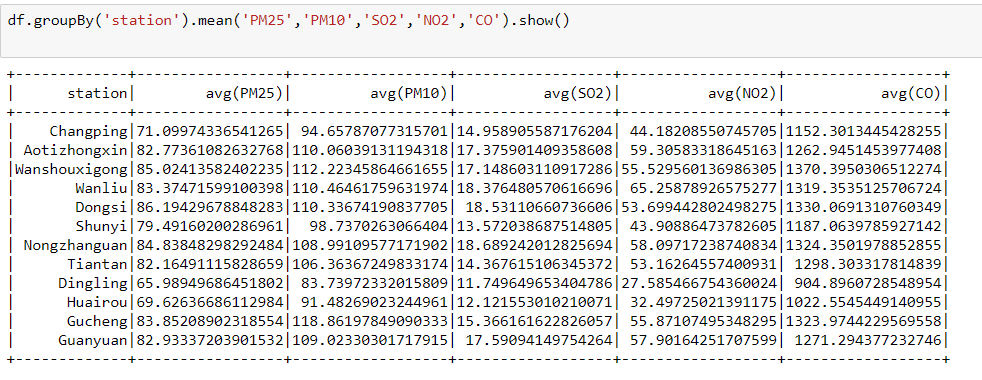 df.groupBy('station').mean('PM25','PM10','SO2','NO2','CO').show()
+-------------+-----------------+------------------+------------------+------------------+------------------+
|      station|        avg(PM25)|         avg(PM10)|          avg(SO2)|          avg(NO2)|           avg(CO)|
+-------------+-----------------+------------------+------------------+------------------+------------------+
|    Changping|71.09974336541265| 94.65787077315701|14.958905587176204| 44.18208550745705|1152.3013445428255|
| Aotizhongxin|82.77361082632768|110.06039131194318|17.375901409358608| 59.30583318645163|1262.9451453977408|
|Wanshouxigong|85.02413582402235|112.22345864661655|17.148603110917286|55.529560136986305|1370.3950306512274|
|       Wanliu|83.37471599100398|110.46461759631974|18.376480570616696| 65.25878926575277|1319.3535125706724|
|       Dongsi|86.19429678848283|110.33674190837705| 18.53110660736606|53.699442802498275|1330.0691310760349|
|       Shunyi|79.49160200286961|  98.7370263066404|13.572038687514805| 43.90886473782605|1187.0639785927142|
|Nongzhanguan|84.83848298292484|108.99109577171902|18.689242012825694| 58.09717238740834|1324.3501978852855|
|      Tiantan|82.16491115828659|106.36367249833174|14.367615106345372| 53.16264557400931| 1298.303317814839|
|     Dingling|65.98949686451802| 83.73972332015809|11.749649653404786|27.585466754360024| 904.8960728548954|
|      Huairou|69.62636686112984| 91.48269023244961|12.121553010210071| 32.49725021391175|1022.5545449140955|
|      Gucheng|83.85208902318554|118.86197849090333|15.366161622826057| 55.87107495348295|1323.9744229569558|
|     Guanyuan|82.93337203901532|109.02330301717915| 17.59094149754264| 57.90164251707599| 1271.294377232746|
+-------------+-----------------+------------------+------------------+------------------+------------------+